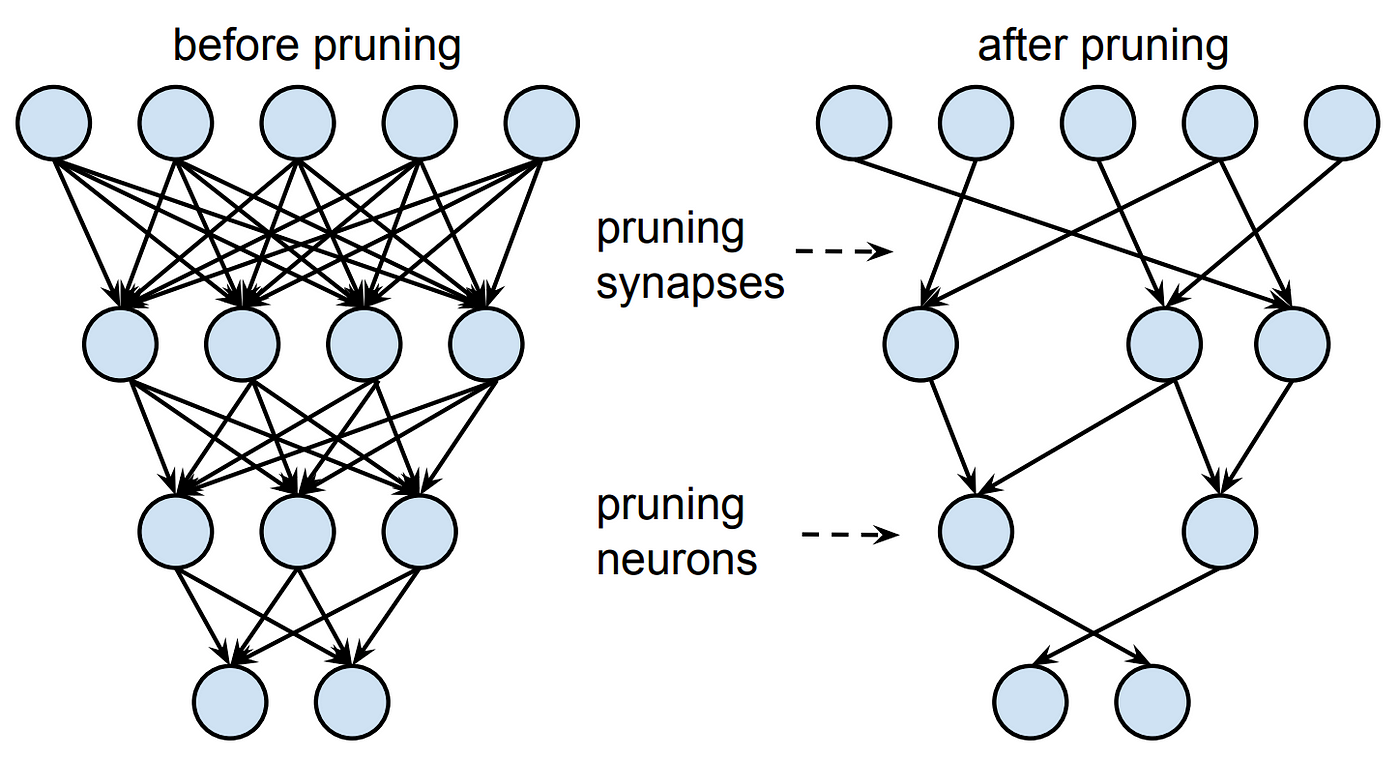 before pruning
after pruning
pruning
synapses
pruning
neurons